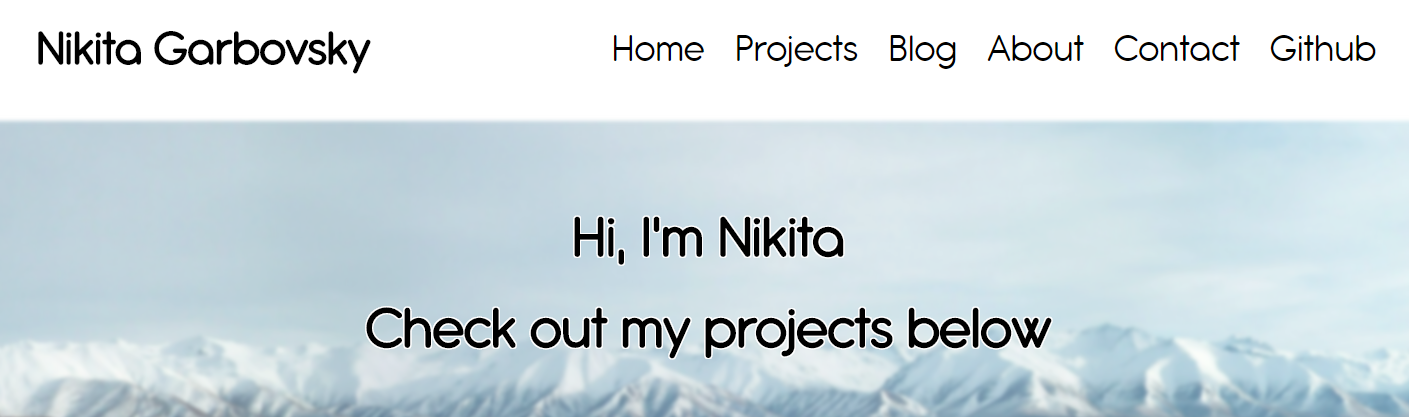 Nikita Garbovsky Home Projects Blog About Contact Github
Hi, I'm Nikita
Check out my projects below